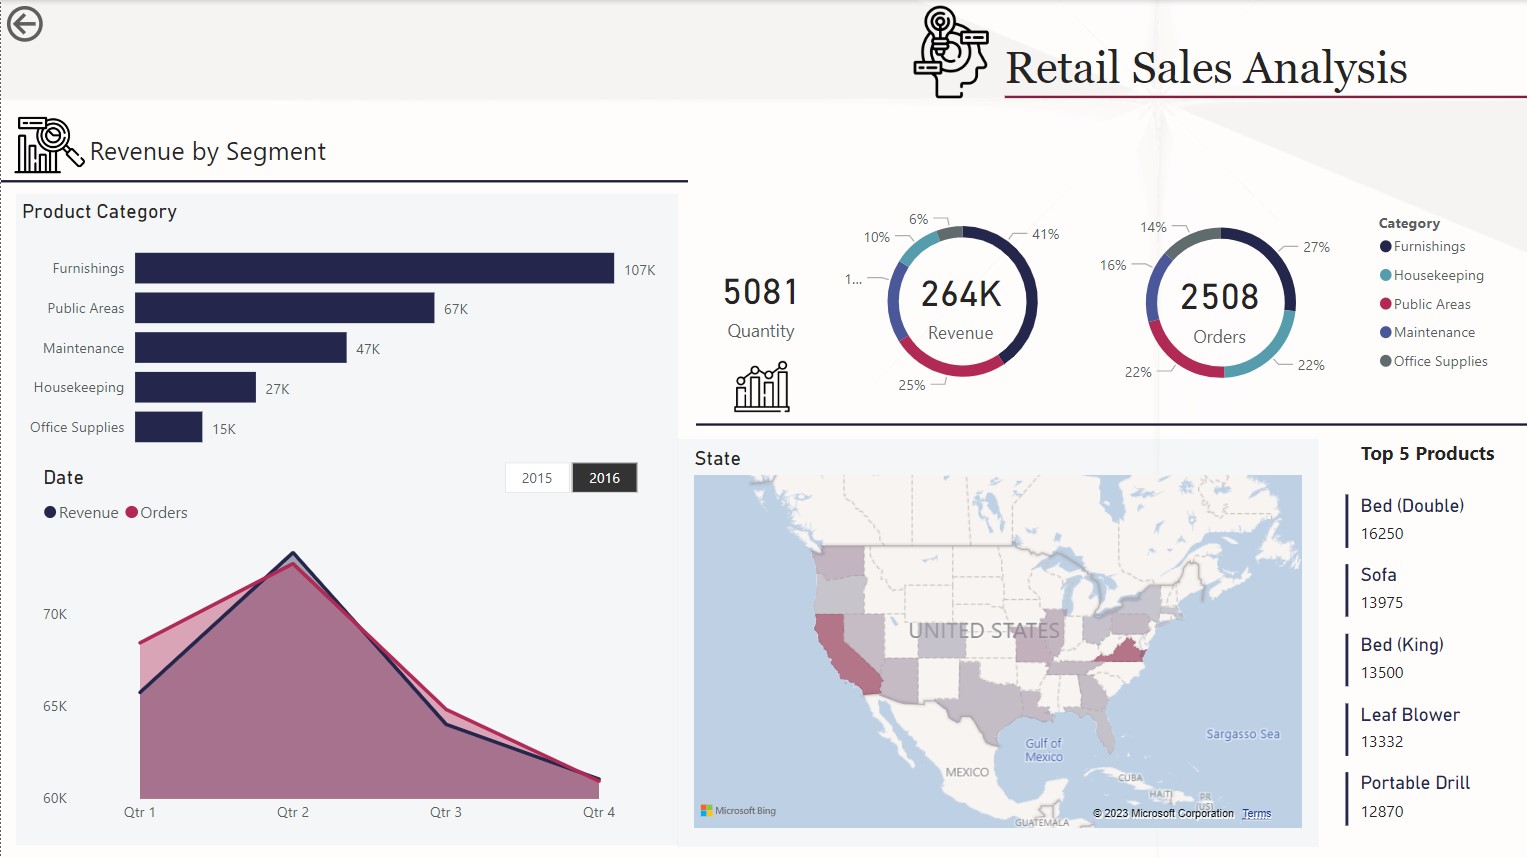 Retail Sales Analysis
Revenue by Segment
Product Category
Furnishings 107K
Public Areas 67K
Maintenance 47K
Housekeeping 27K
Office Supplies 15K
Date
2015 2016
Revenue Orders
70K
65K
60K
Qtr 1 Qtr 2 Qtr 3 Qtr 4
5081
Quantity
6%
10%
1...
41%
25%
264K
Revenue
14%
16%
22%
27%
22%
2508
Orders
Category
Furnishings
Housekeeping
Public Areas
Maintenance
Office Supplies
State
UNITED STATES
Gulf of
Mexico
Sargasso Sea
MEXICO
CUBA
HAITI
PR
(US)
GUATEMALA
Microsoft Bing
© 2023 Microsoft Corporation Terms
Top 5 Products
Bed (Double)
16250
Sofa
13975
Bed (King)
13500
Leaf Blower
13332
Portable Drill
12870